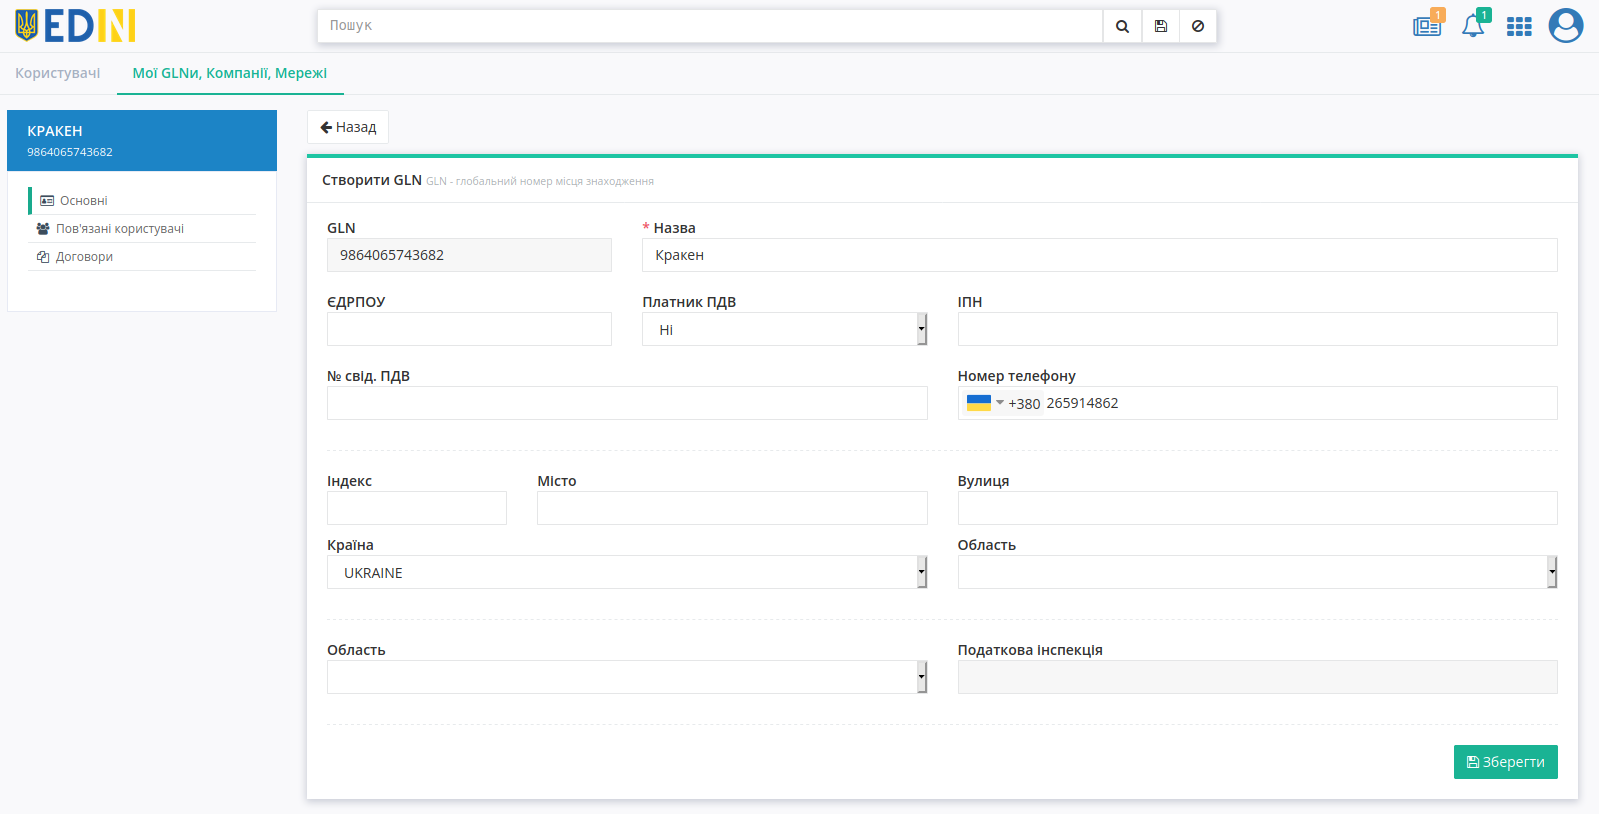 EDIN
Пошук
1
1
Користувачі
Мої GLNи, Компанії, Мережі
КРАКЕН
9864065743682
Основні
Пов'язані користувачі
Договори
Назад
Створити GLN GLN - глобальний номер місця знаходження
GLN
* Назва
9864065743682
Кракен
ЄДРПОУ
Платник ПДВ
ІПН
Ні
№ свід. ПДВ
Номер телефону
+380 265914862
Індекс
Місто
Вулиця
Країна
Область
UKRAINE
Область
Податкова інспекція
Зберегти